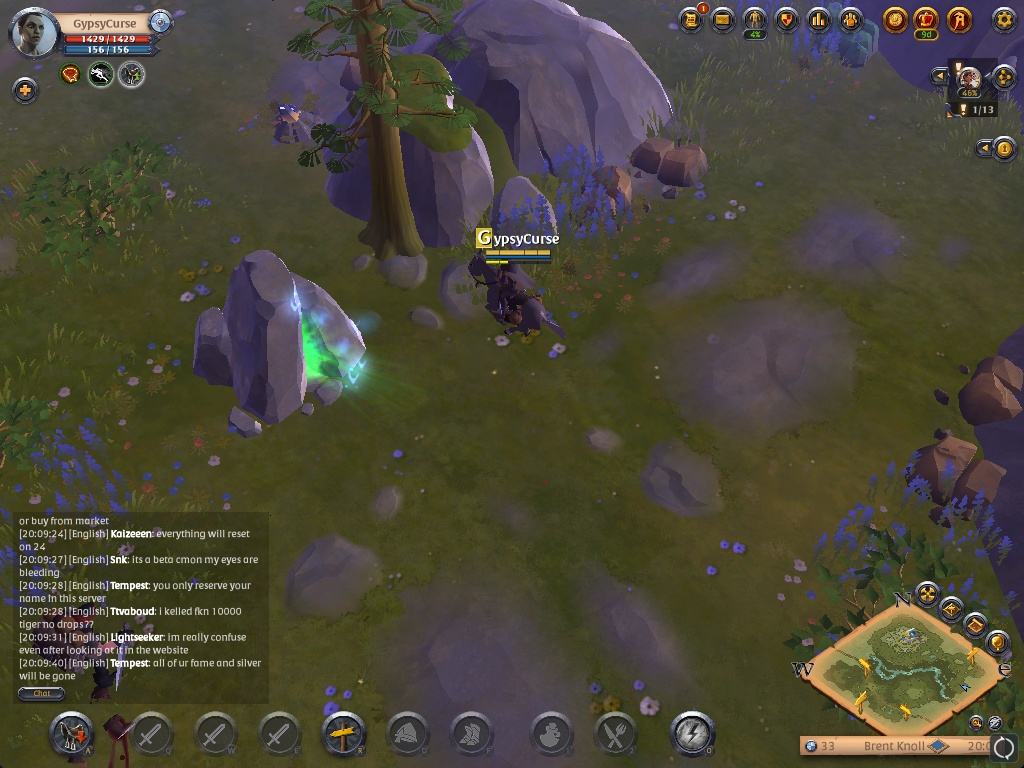 GypsyCurse
1429 / 1429
156 / 156
1
4%
9d
46%
1/13
1
GypsyCurse
or buy from market
[20:09:24] [English] Kaizeeen: everything will reset
on 24
[20:09:27] [English] Snk: its a beta cmon my eyes are
bleeding
[20:09:28] [English] Tempest: you only reserve your
name in this server
[20:09:28] [English] Ttvaboud: i kelled fkn 10000
tiger no drops??
[20:09:31] [English] Lightseeker: im really confuse
even after looking at it in the website
[20:09:40] [English] Tempest: all of ur fame and silver
will be gone
Chat
N
W
e
A
Q
W
E
R
D
F
33
Brent Knoll